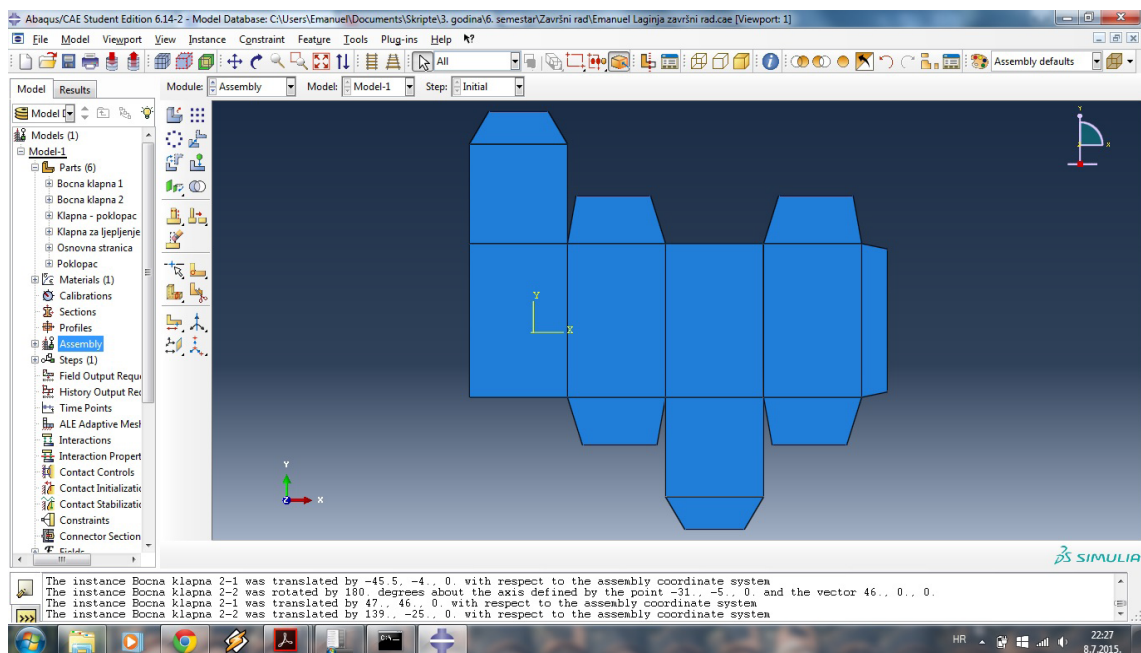 Abaqus/CAE Student Edition 6.14-2 - Model Database: C:\Users\Emanuel\Documents\Skripte\3. godina\6. semestar\Završni rad\Emanuel Laginja završni rad.cae [Viewport: 1]
File Model Viewport View Instance Constraint Feature Tools Plug-ins Help
All Assembly defaults
Model Results Module: Assembly Model: Model-1 Step: Initial
Model
Models (1)
Model-1
Parts (6)
Bocna klapna 1
Bocna klapna 2
Klapna - poklopac
Klapna za ljepljenje
Osnovna stranica
Poklopac
Materials (1)
Calibrations
Sections
Profiles
Assembly
Steps (1)
Field Output Requ
History Output Re
Time Points
ALE Adaptive Mesh
Interactions
Interaction Propert
Contact Controls
Contact Initializatio
Contact Stabilizatio
Constraints
Connector Section
Fields
Y
X
Y
X
Y
X
Z
SIMULIA
The instance Bocna klapna 2-1 was translated by -45.5, -4., 0. with respect to the assembly coordinate system
The instance Bocna klapna 2-2 was rotated by 180. degrees about the axis defined by the point -31., -5., 0. and the vector 46., 0., 0.
The instance Bocna klapna 2-1 was translated by 47., 46., 0. with respect to the assembly coordinate system
The instance Bocna klapna 2-2 was translated by 139., -25., 0. with respect to the assembly coordinate system
>>>
HR 22:27
8.7.2015.